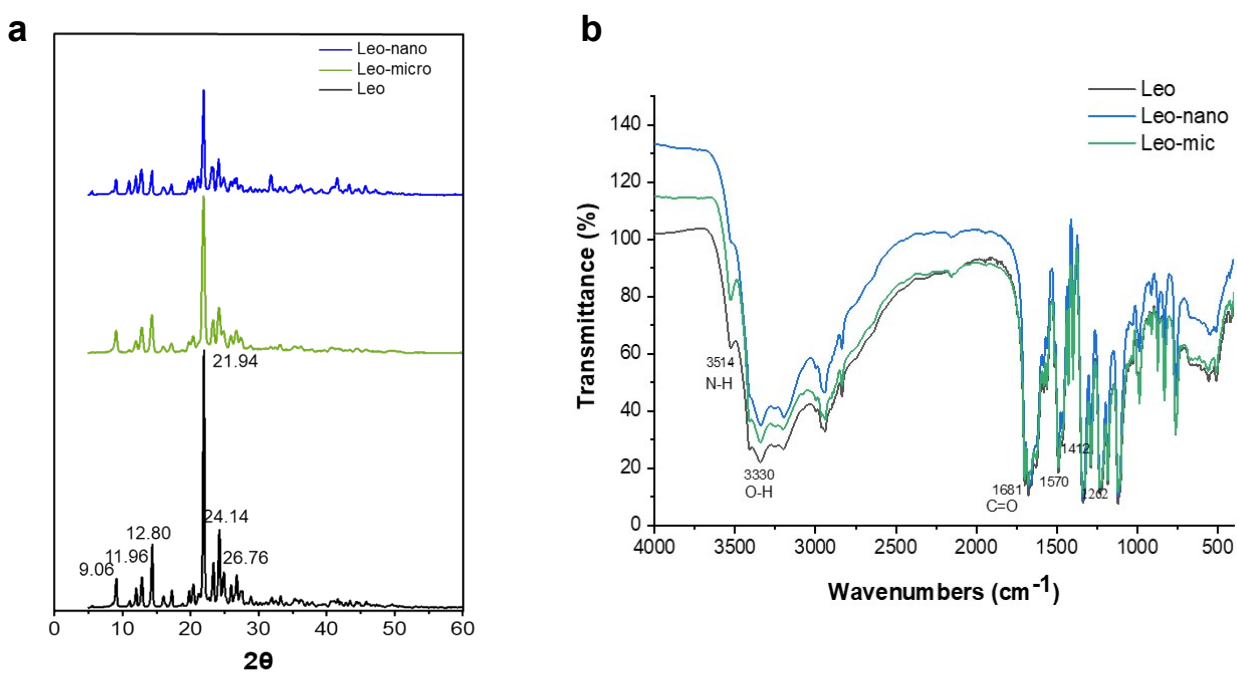 a
Leo-nano
Leo-micro
Leo
21.94
24.14
12.80
11.96
26.76
9.06
0 10 20 30 40 50 60
2θ
b
Leo
Leo-nano
Leo-mic
140
120
100
80
60
40
20
0
Transmittance (%)
3514
N-H
3330
O-H
1681
C=O
1570
1412
1262
4000 3500 3000 2500 2000 1500 1000 500
Wavenumbers (cm⁻¹)